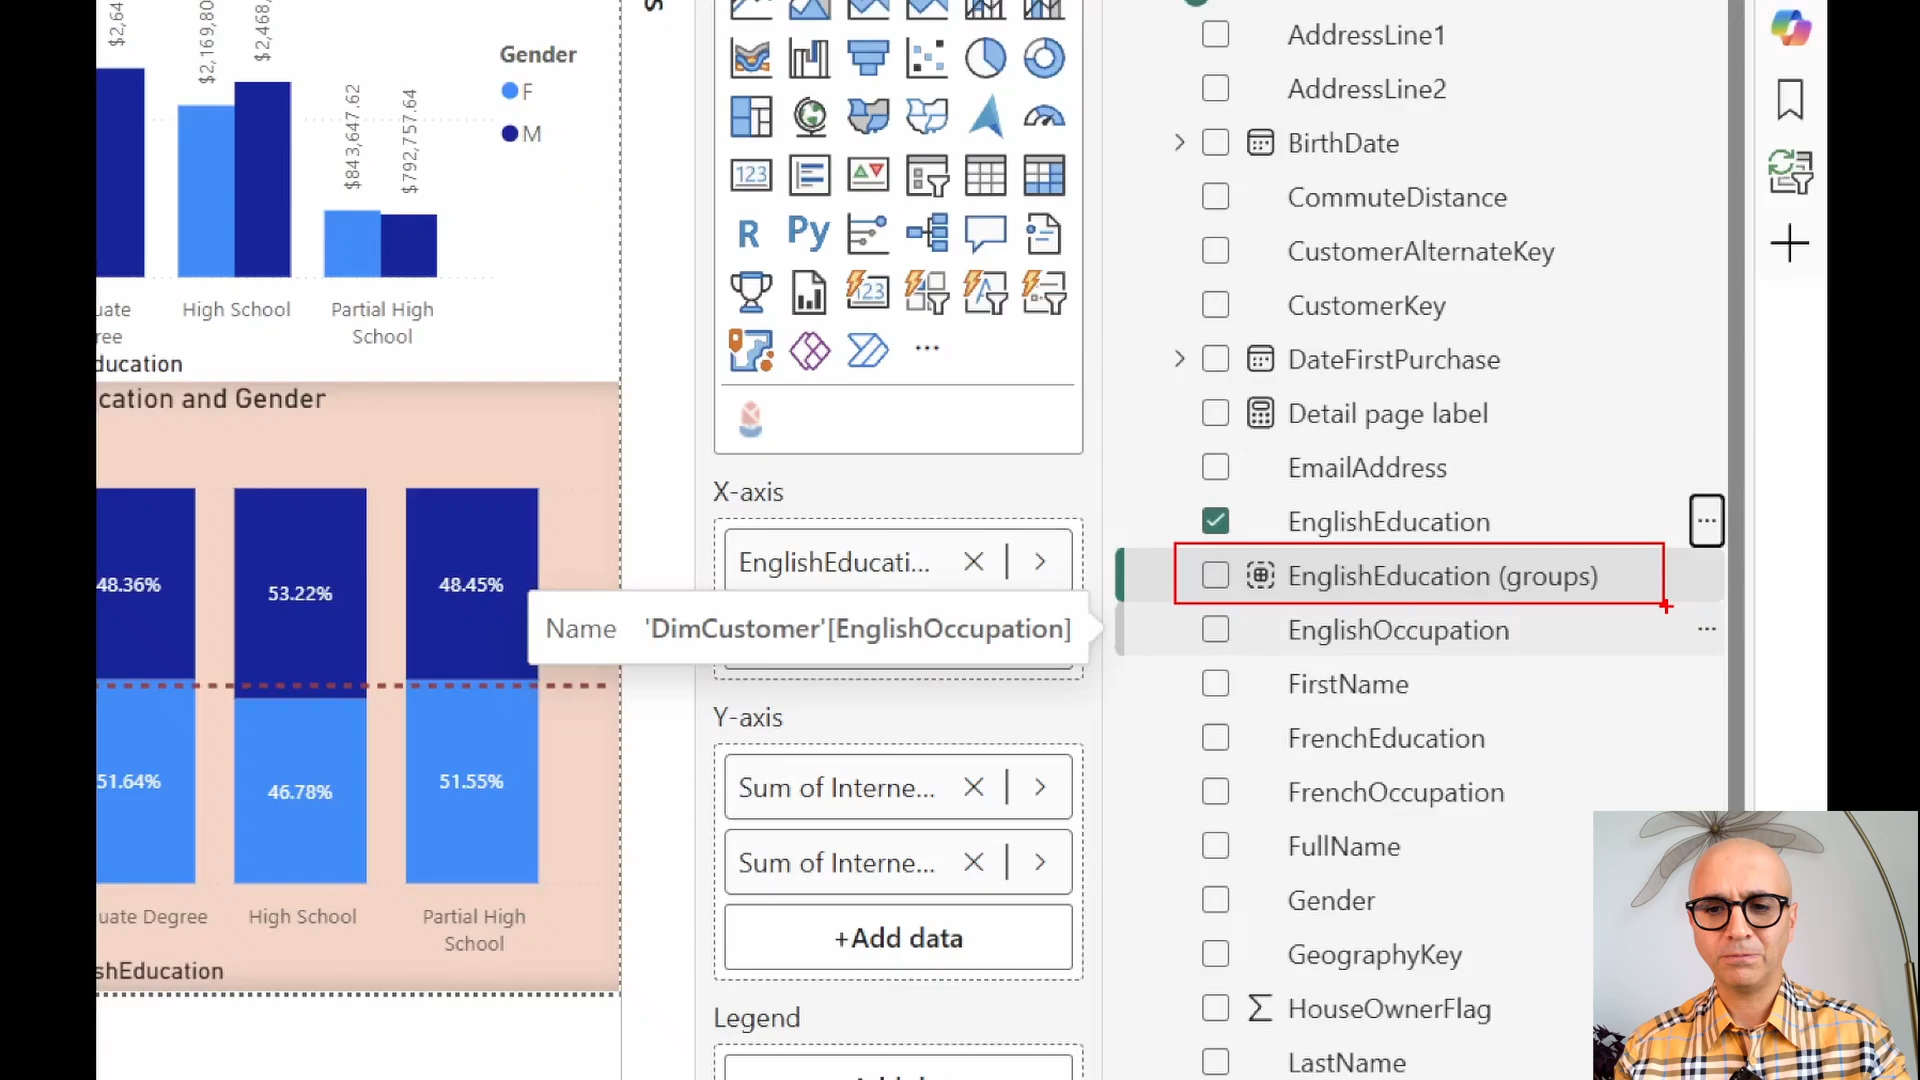 $2,64
$2,169,80
$2,468,
$843,647.62
$792,757.64
Gender
F
M
uate
ree
High School
Partial High
School
ducation
cation and Gender
48.36%
53.22%
48.45%
51.64%
46.78%
51.55%
uate Degree
High School
Partial High
School
shEducation
123
R
Py
123
...
X-axis
EnglishEducati...
Name 'DimCustomer'[EnglishOccupation]
Y-axis
Sum of Interne...
Sum of Interne...
+Add data
Legend
AddressLine1
AddressLine2
BirthDate
CommuteDistance
CustomerAlternateKey
CustomerKey
DateFirstPurchase
Detail page label
EmailAddress
EnglishEducation
EnglishEducation (groups)
EnglishOccupation
FirstName
FrenchEducation
FrenchOccupation
FullName
Gender
GeographyKey
HouseOwnerFlag
LastName